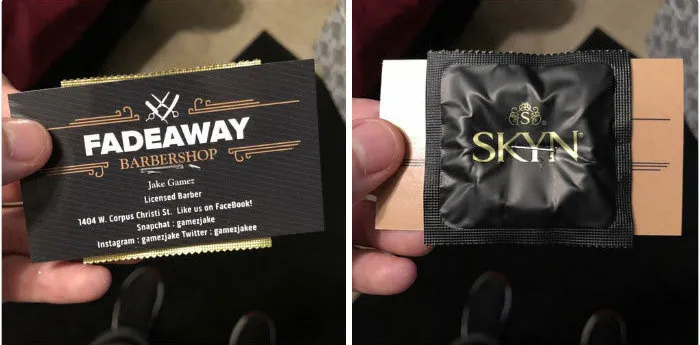 FADEAWAY
BARBERSHOP
Jake Gamez
Licensed Barber
1404 W. Corpus Christi St. Like us on FaceBook!
Snapchat : gamezjake
Instagram : gamezjake Twitter : gamezjakee
S
SKYN®